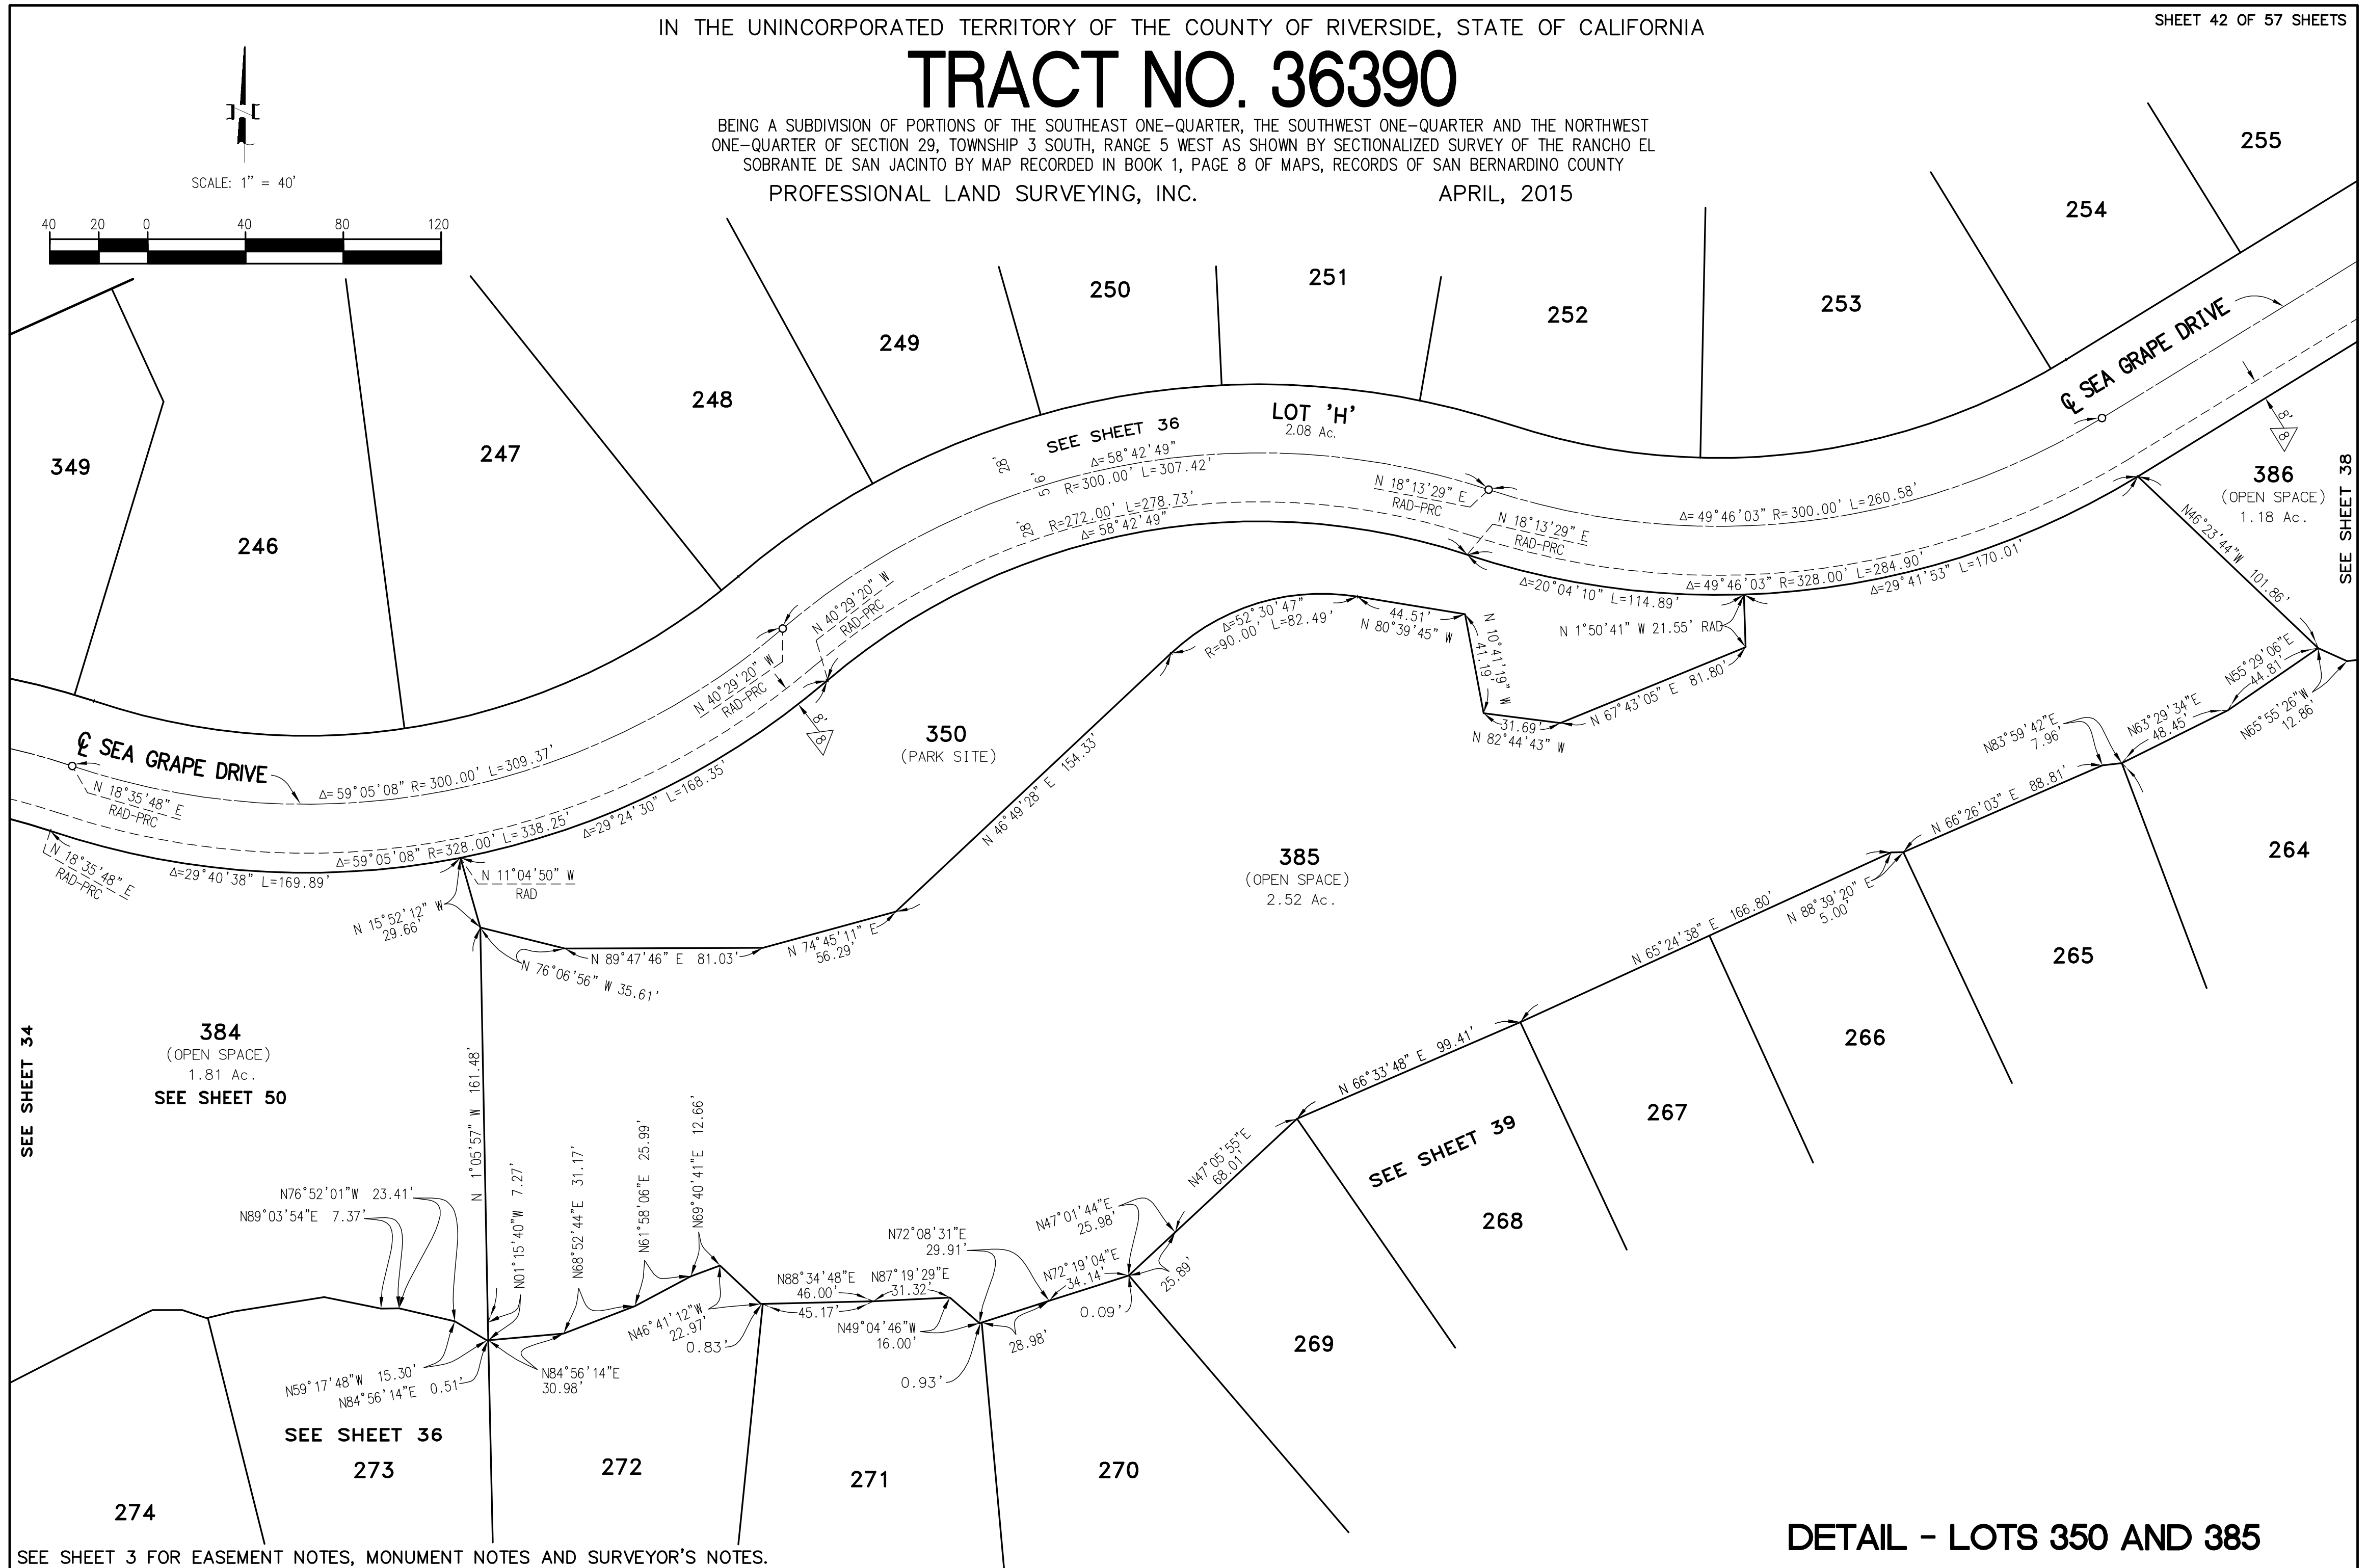 SHEET 42 OF 57 SHEETS
IN THE UNINCORPORATED TERRITORY OF THE COUNTY OF RIVERSIDE, STATE OF CALIFORNIA
TRACT NO. 36390
BEING A SUBDIVISION OF PORTIONS OF THE SOUTHEAST ONE-QUARTER, THE SOUTHWEST ONE-QUARTER AND THE NORTHWEST
ONE-QUARTER OF SECTION 29, TOWNSHIP 3 SOUTH, RANGE 5 WEST AS SHOWN BY SECTIONALIZED SURVEY OF THE RANCHO EL
SOBRANTE DE SAN JACINTO BY MAP RECORDED IN BOOK 1, PAGE 8 OF MAPS, RECORDS OF SAN BERNARDINO COUNTY
PROFESSIONAL LAND SURVEYING, INC. APRIL, 2015
N
SCALE: 1" = 40'
40 20 0 40 80 120
349
246
247
248
249
250
251
252
253
254
255
SEE SHEET 36
LOT 'H'
2.08 Ac.
28'
56'
28'
Δ=58°42'49"
R=300.00' L=307.42'
R=272.00' L=278.73'
Δ=58°42'49"
N 18°13'29" E
RAD-PRC
N 18°13'29" E
RAD-PRC
Δ=49°46'03" R=300.00' L=260.58'
Δ=49°46'03" R=328.00' L=284.90'
Δ=20°04'10" L=114.89'
Δ=29°41'53" L=170.01'
℄ SEA GRAPE DRIVE
8'
8
386
(OPEN SPACE)
1.18 Ac.
SEE SHEET 38
N46°23'44"W 101.86'
N 40°29'20" W
RAD-PRC
N 40°29'20" W
RAD-PRC
8'
8
℄ SEA GRAPE DRIVE
Δ=59°05'08" R=300.00' L=309.37'
N 18°35'48" E
RAD-PRC
N 18°35'48" E
RAD-PRC
Δ=59°05'08" R=328.00' L=338.25'
Δ=29°24'30" L=168.35'
Δ=29°40'38" L=169.89'
N 11°04'50" W
RAD
350
(PARK SITE)
Δ=52°30'47"
R=90.00' L=82.49'
44.51'
N 80°39'45" W
N 10°41'19" W
41.19'
31.69'
N 82°44'43" W
N 67°43'05" E 81.80'
N 1°50'41" W 21.55' RAD
N 46°49'28" E 154.33'
N 15°52'12" W
29.66'
N 76°06'56" W 35.61'
N 89°47'46" E 81.03'
N 74°45'11" E
56.29'
385
(OPEN SPACE)
2.52 Ac.
N55°29'06"E
44.81'
N65°55'26"W
12.86'
N63°29'34"E
48.45'
N83°59'42"E
7.96'
N 66°26'03" E 88.81'
N 88°39'20" E
5.00'
N 65°24'38" E 166.80'
N 66°33'48" E 99.41'
264
265
266
267
SEE SHEET 39
268
269
SEE SHEET 34
384
(OPEN SPACE)
1.81 Ac.
SEE SHEET 50
N 1°05'57" W 161.48'
N76°52'01"W 23.41'
N89°03'54"E 7.37'
N01°15'40"W 7.27'
N68°52'44"E 31.17'
N61°58'06"E 25.99'
N69°40'41"E 12.66'
N46°41'12"W
22.97'
0.83'
N88°34'48"E
46.00'
45.17'
N87°19'29"E
31.32'
N49°04'46"W
16.00'
N72°08'31"E
29.91'
0.93'
28.98'
N72°19'04"E
34.14'
0.09'
N47°01'44"E
25.98'
25.89'
N47°05'55"E
68.01'
N59°17'48"W 15.30'
N84°56'14"E 0.51'
N84°56'14"E
30.98'
SEE SHEET 36
273
274
272
271
270
DETAIL - LOTS 350 AND 385
SEE SHEET 3 FOR EASEMENT NOTES, MONUMENT NOTES AND SURVEYOR'S NOTES.